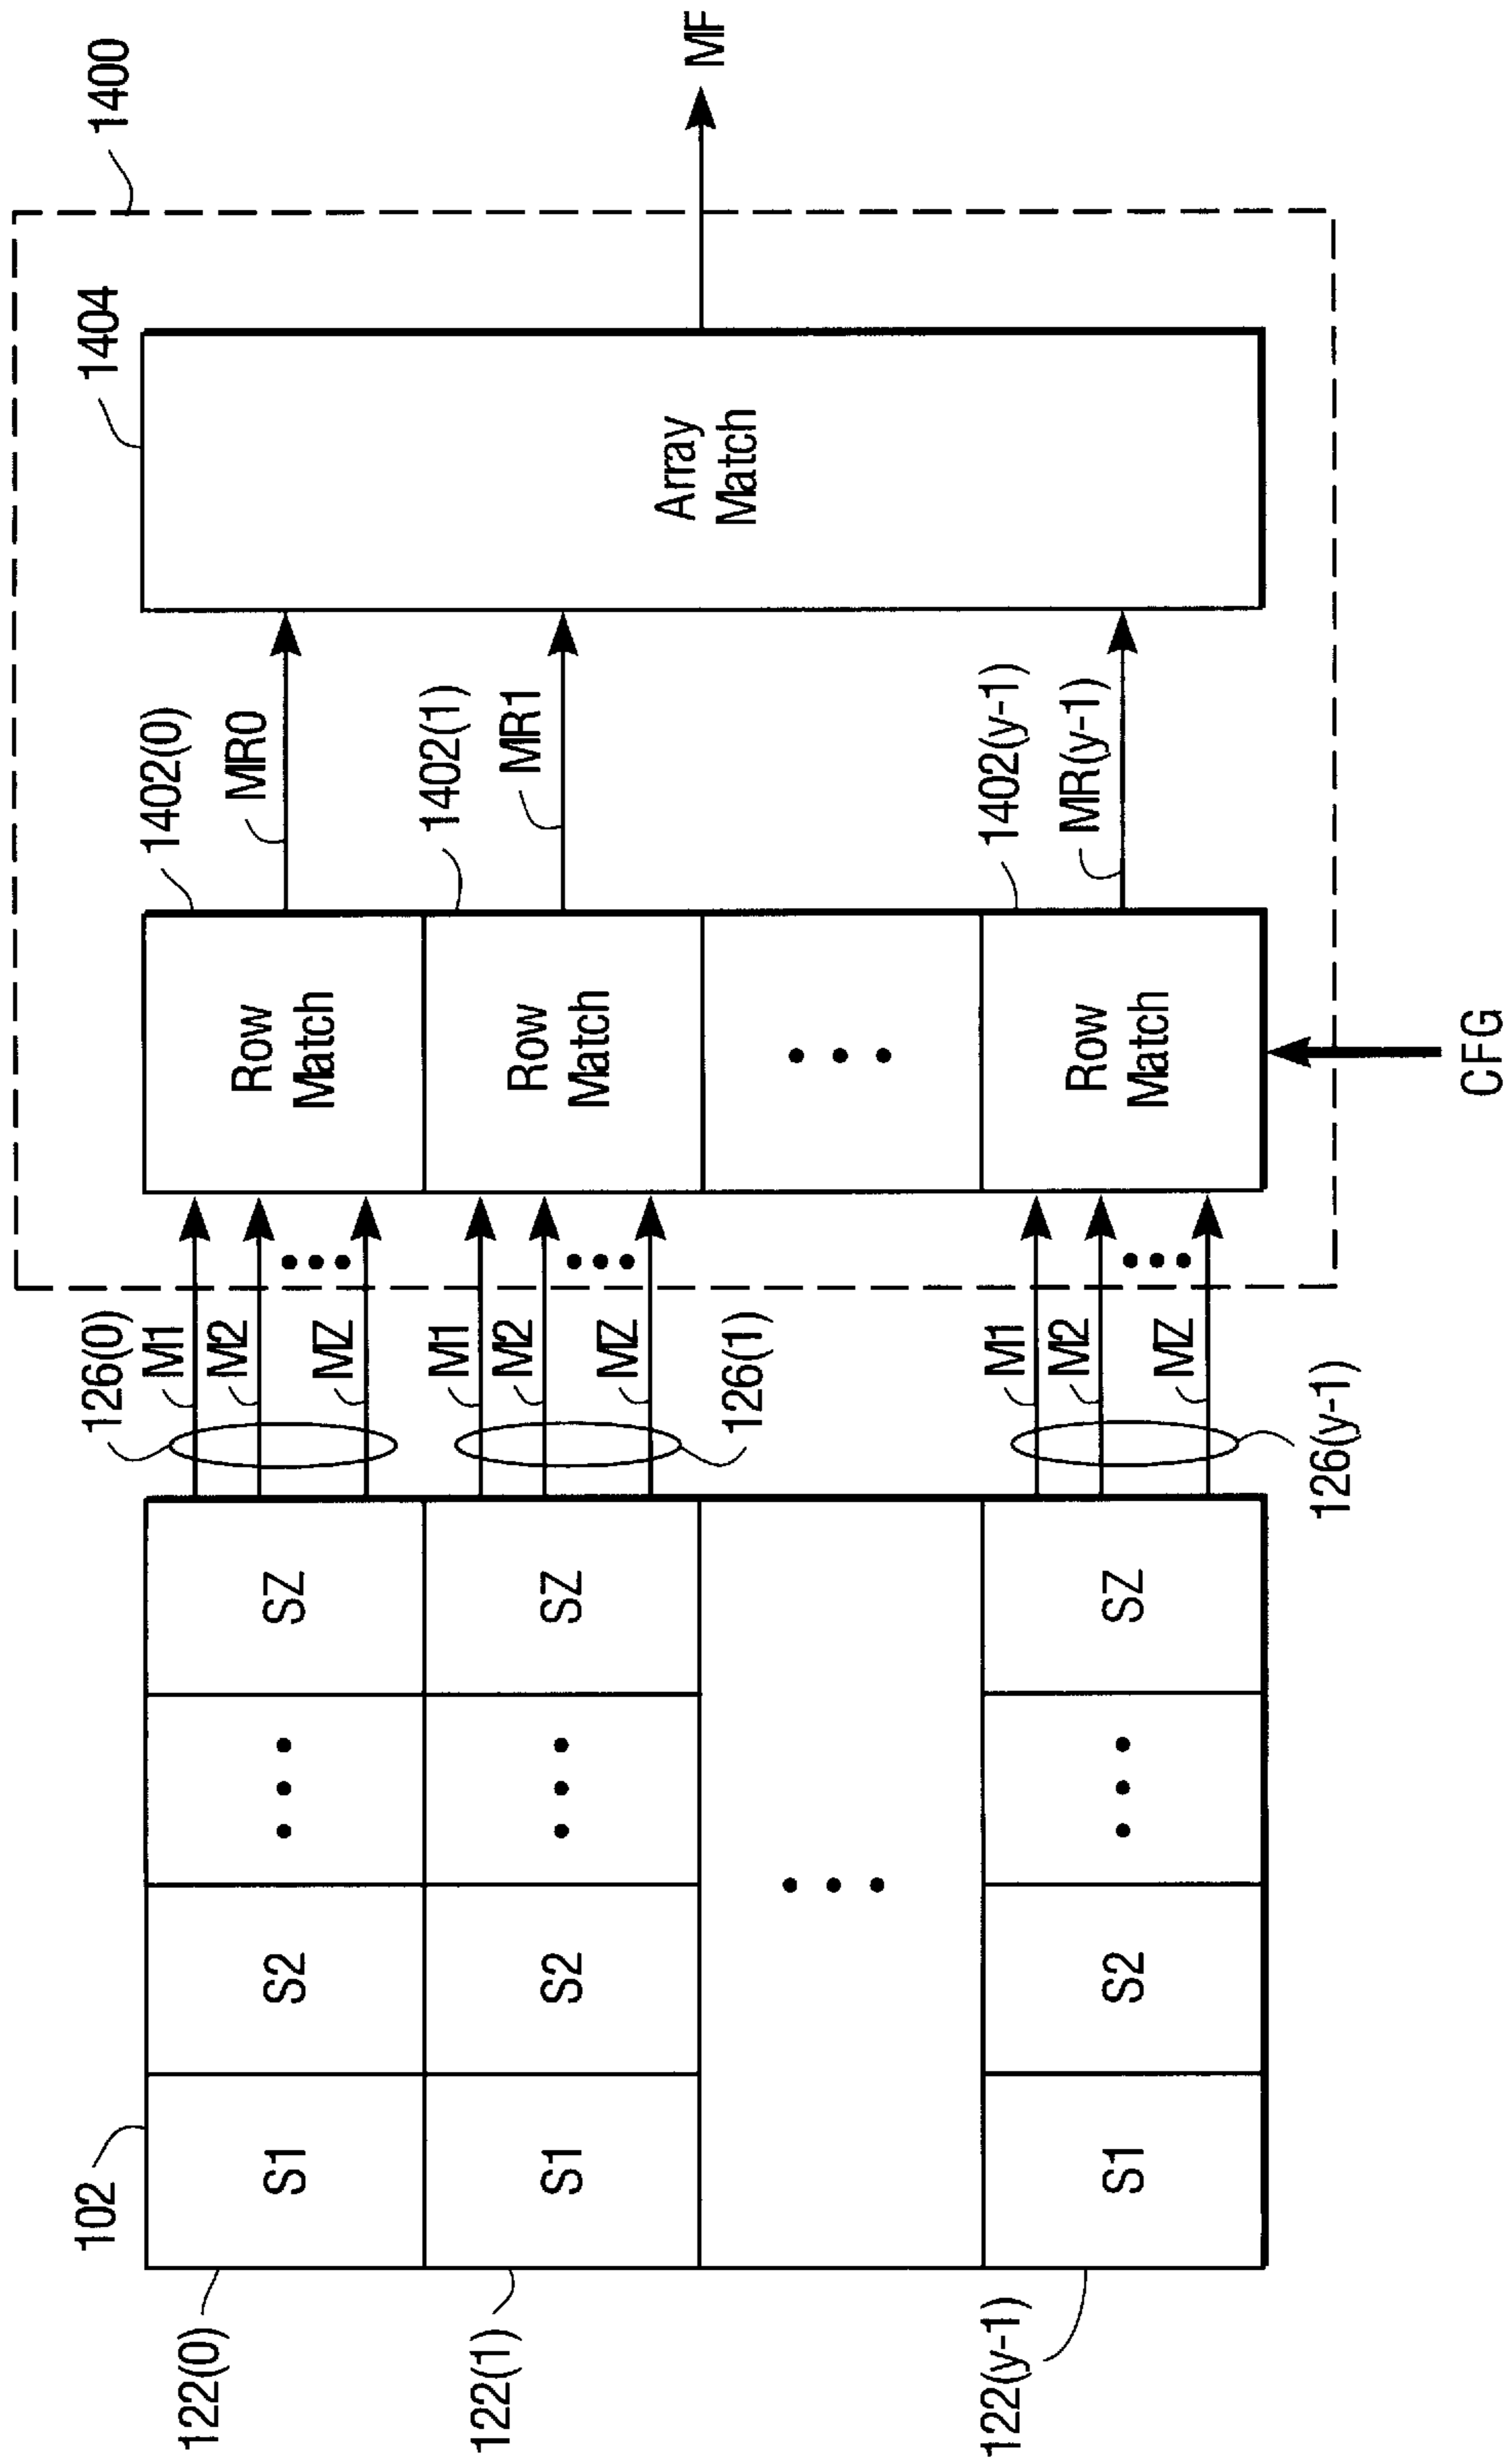 1400
1404
102
126(0)
1402(0)
122(0)
S1
S2
SZ
M1
M2
MZ
Row
Match
MR0
1402(1)
122(1)
S1
S2
SZ
M1
M2
MZ
126(1)
Row
Match
MR1
Array
Match
MF
1402(y-1)
122(y-1)
S1
S2
SZ
M1
M2
MZ
126(y-1)
Row
Match
MR(y-1)
CFG